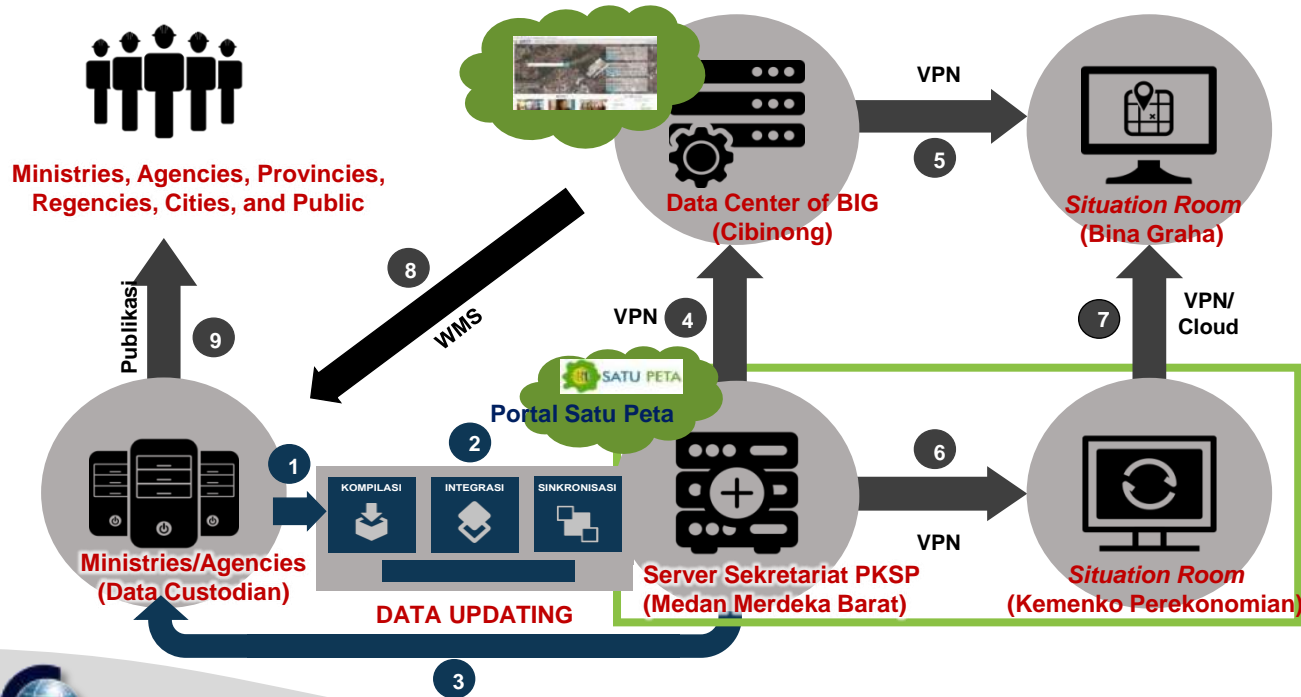 Ministries, Agencies, Provinces,
Regencies, Cities, and Public
VPN
5
Data Center of BIG
(Cibinong)
Situation Room
(Bina Graha)
8
WMS
Publikasi
9
VPN
4
7
VPN/
Cloud
SATU PETA
Portal Satu Peta
1
2
KOMPILASI
INTEGRASI
SINKRONISASI
6
VPN
Ministries/Agencies
(Data Custodian)
DATA UPDATING
Server Sekretariat PKSP
(Medan Merdeka Barat)
Situation Room
(Kemenko Perekonomian)
3